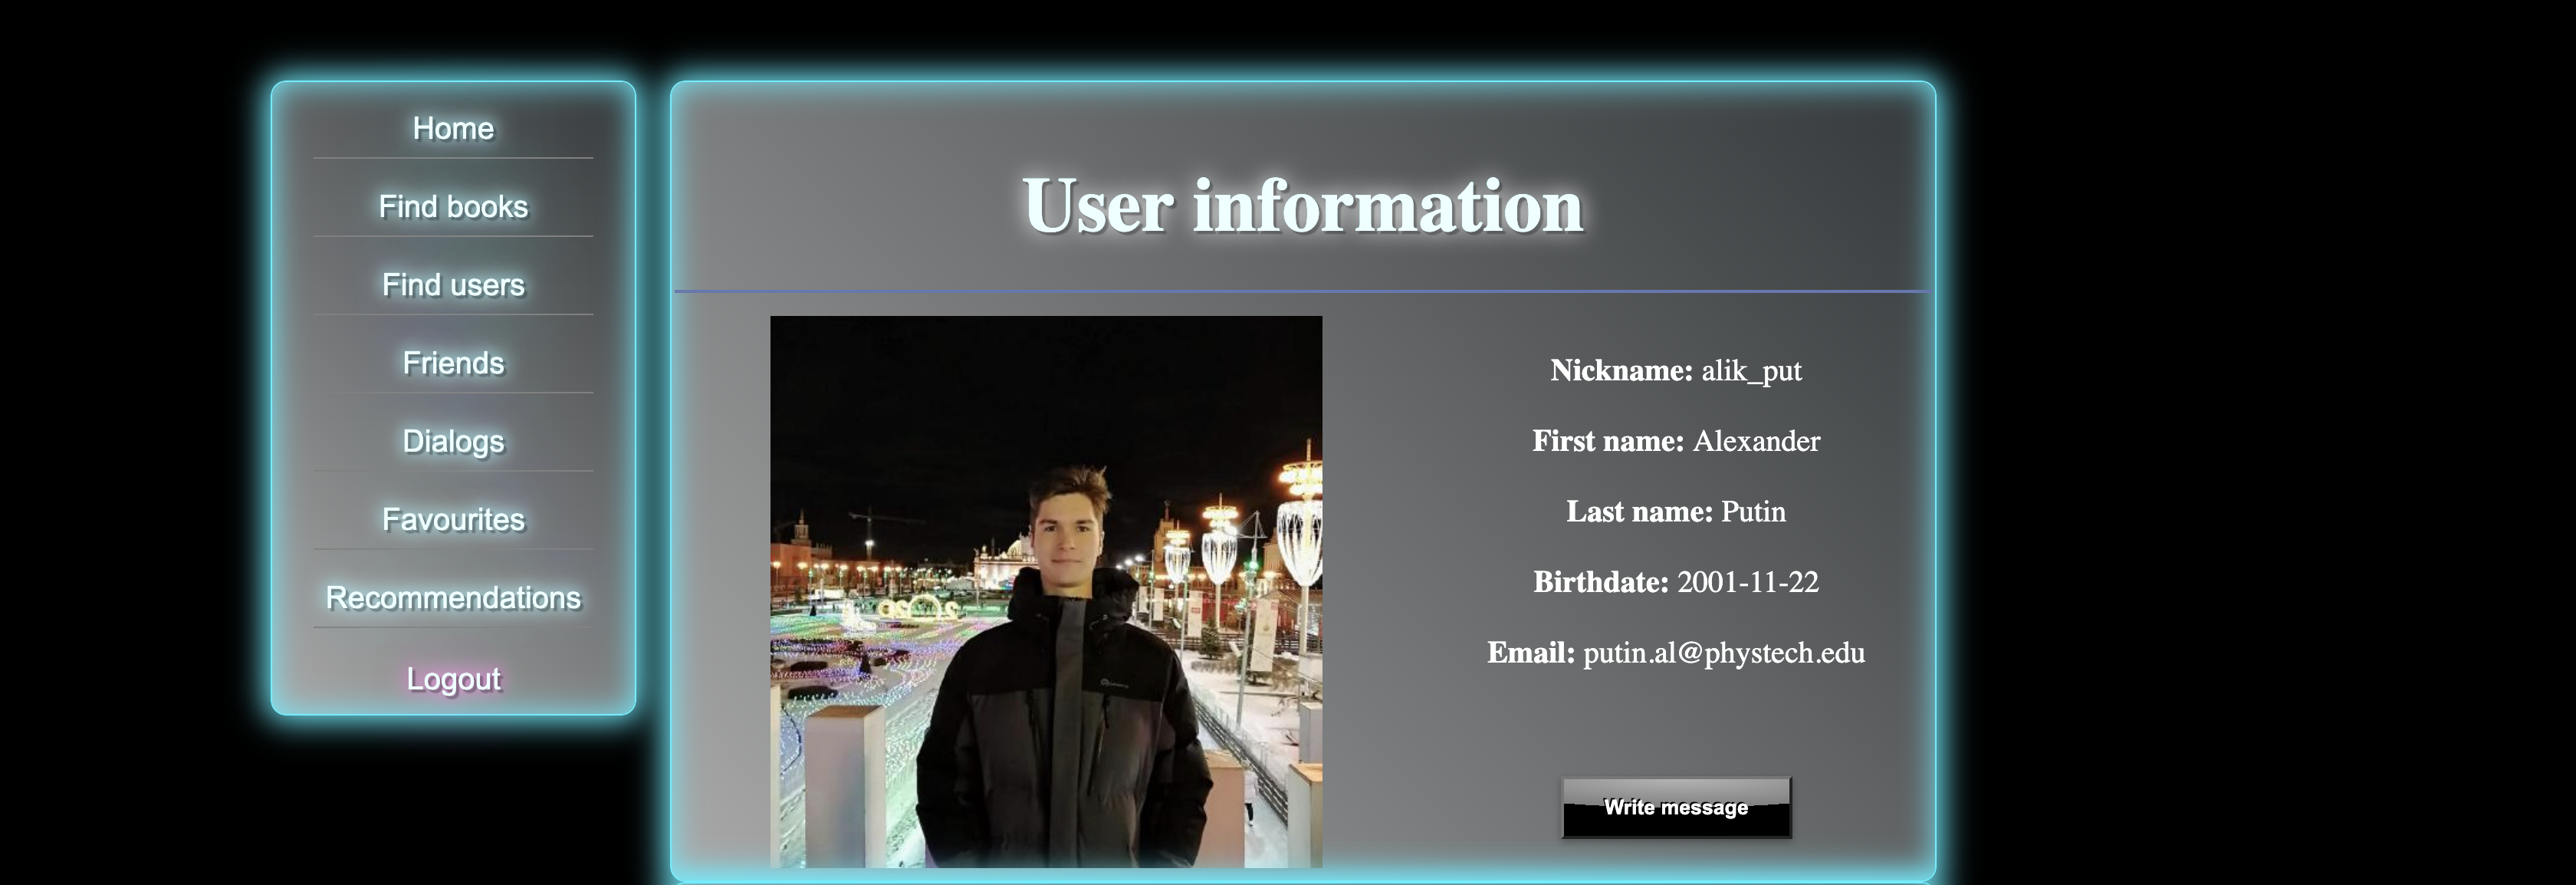 Home
Find books
Find users
Friends
Dialogs
Favourites
Recommendations
Logout
User information
Nickname: alik_put
First name: Alexander
Last name: Putin
Birthdate: 2001-11-22
Email: putin.al@phystech.edu
Write message